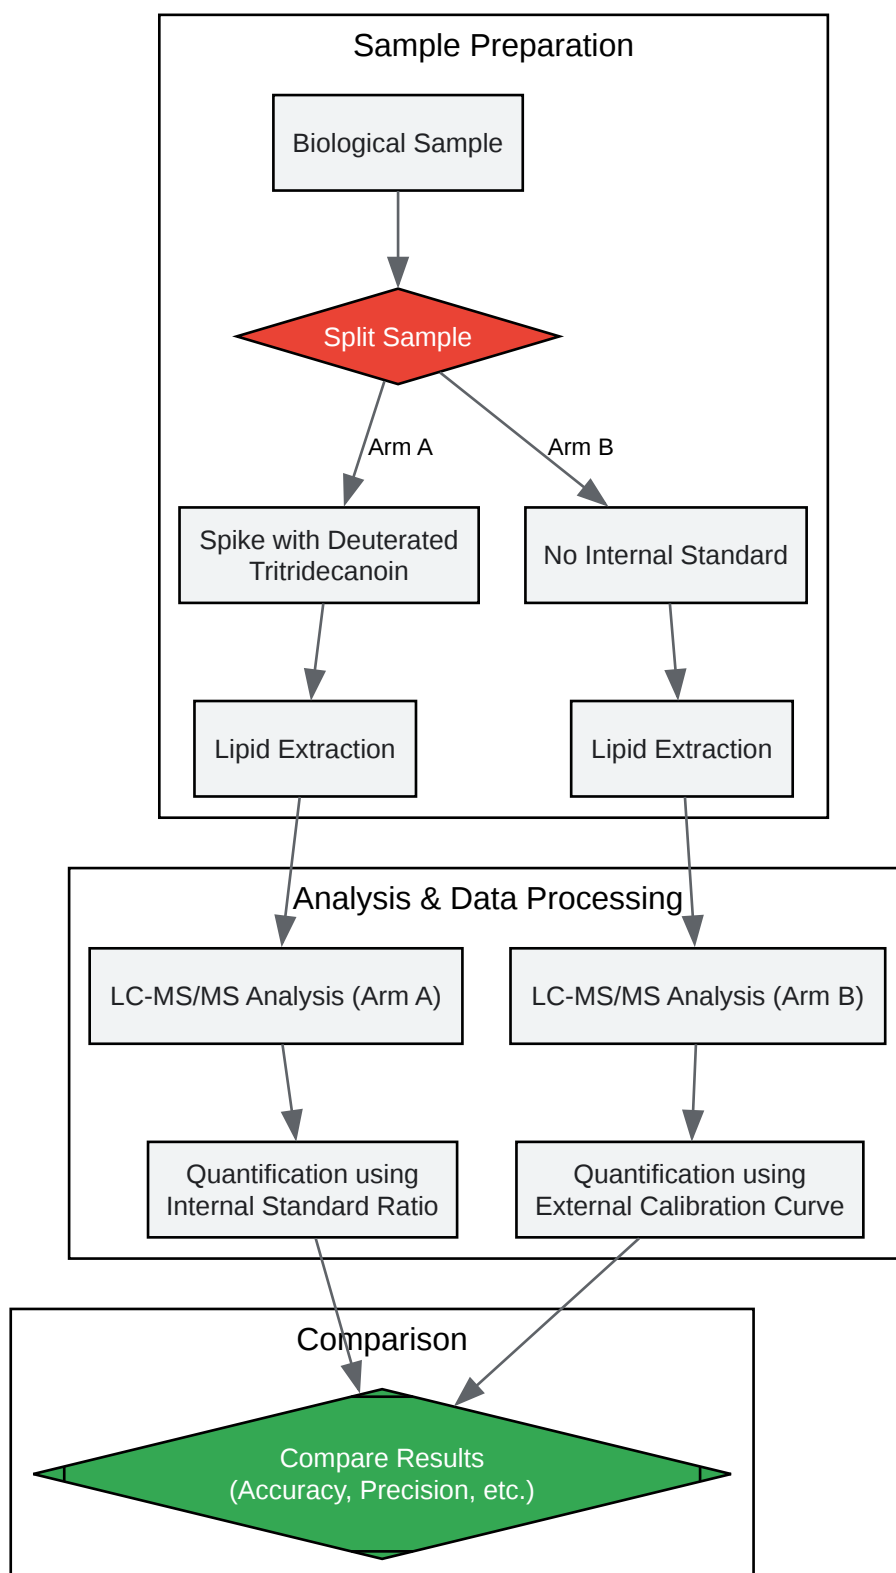 Sample Preparation
Biological Sample
Split Sample
Arm A
Arm B
Spike with Deuterated
Tritridecanoin
No Internal Standard
Lipid Extraction
Lipid Extraction
Analysis & Data Processing
LC-MS/MS Analysis (Arm A)
LC-MS/MS Analysis (Arm B)
Quantification using
Internal Standard Ratio
Quantification using
External Calibration Curve
Comparison
Compare Results
(Accuracy, Precision, etc.)